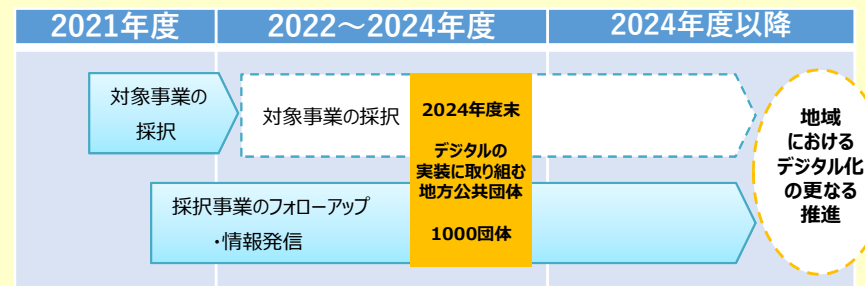 2021年度
2022～2024年度
2024年度以降
対象事業の
採択
対象事業の採択
2024年度末
デジタルの
実装に取り組む
地方公共団体
1000団体
採択事業のフォローアップ
・情報発信
地域
における
デジタル化
の更なる
推進